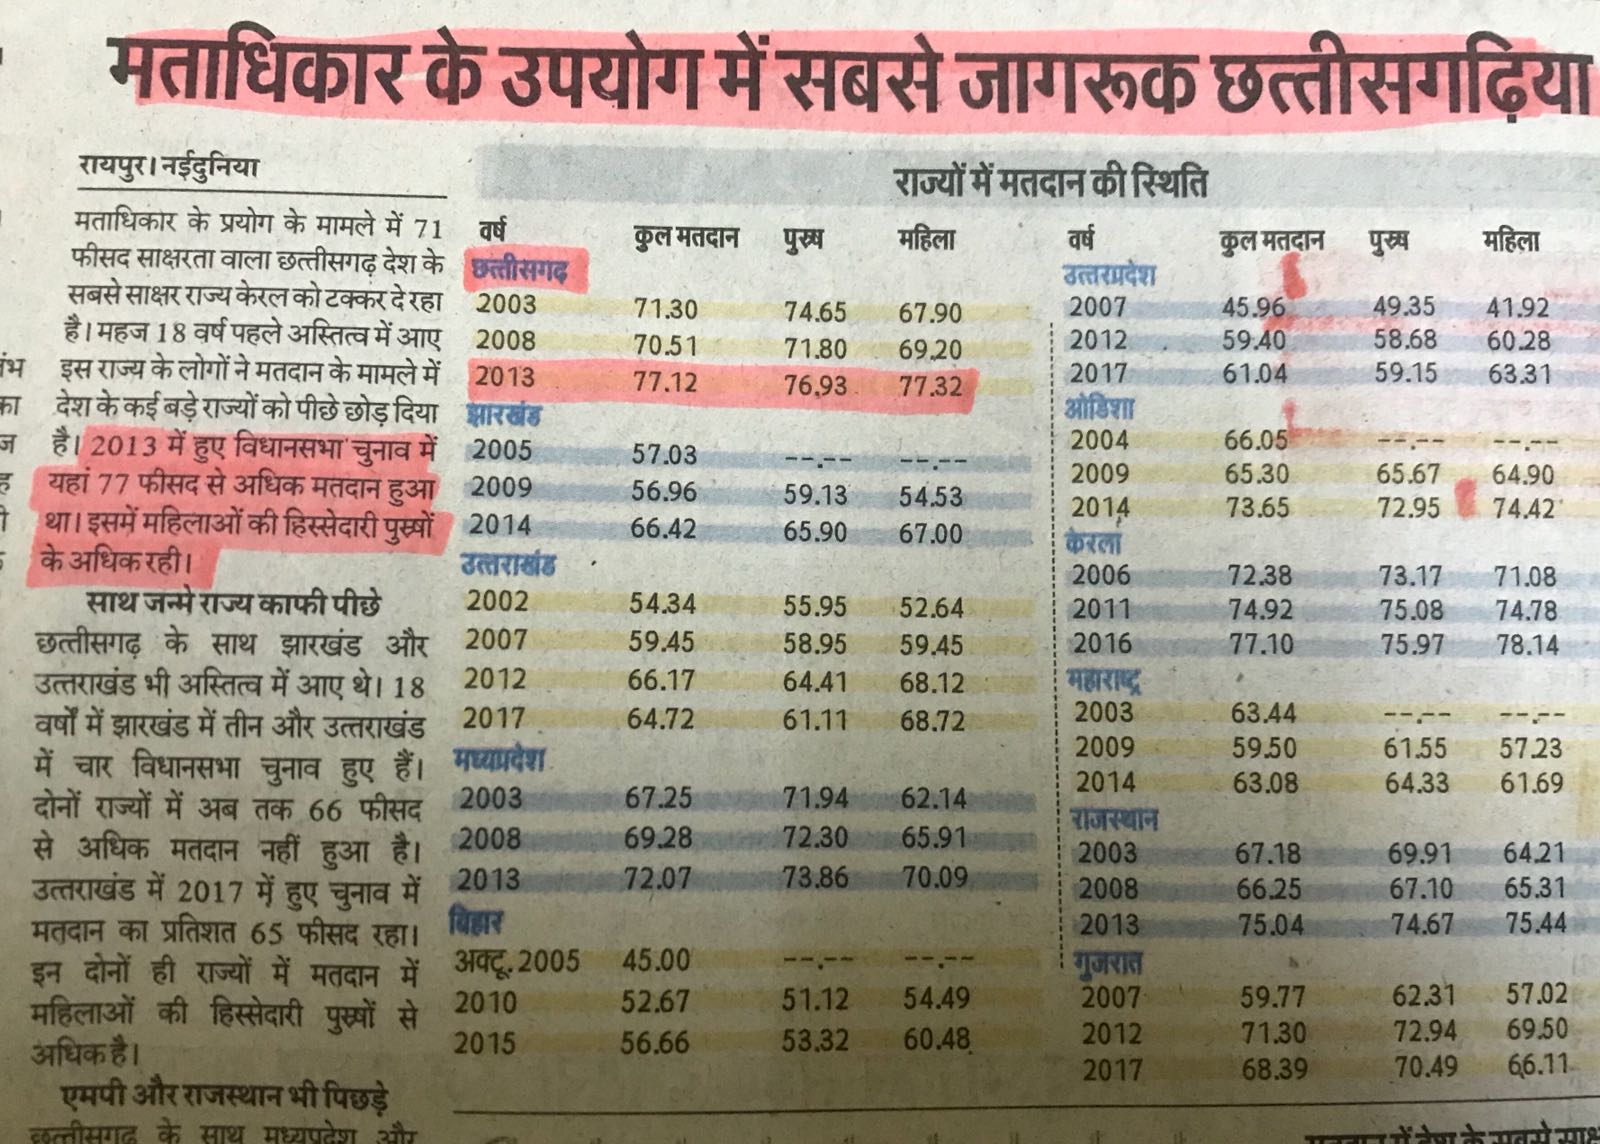 मताधिकार के उपयोग में सबसे जागरूक छत्तीसगढ़िया
रायपुर। नईदुनिया
मताधिकार के प्रयोग के मामले में 71
फीसद साक्षरता वाला छत्तीसगढ़ देश के
सबसे साक्षर राज्य केरल को टक्कर दे रहा
है। महज 18 वर्ष पहले अस्तित्व में आए
इस राज्य के लोगों ने मतदान के मामले में
देश के कई बड़े राज्यों को पीछे छोड़ दिया
है। 2013 में हुए विधानसभा चुनाव में
यहां 77 फीसद से अधिक मतदान हुआ
था। इसमें महिलाओं की हिस्सेदारी पुरुषों
के अधिक रही।
साथ जन्मे राज्य काफी पीछे
छत्तीसगढ़ के साथ झारखंड और
उत्तराखंड भी अस्तित्व में आए थे। 18
वर्षों में झारखंड में तीन और उत्तराखंड
में चार विधानसभा चुनाव हुए हैं।
दोनों राज्यों में अब तक 66 फीसद
से अधिक मतदान नहीं हुआ है।
उत्तराखंड में 2017 में हुए चुनाव में
मतदान का प्रतिशत 65 फीसद रहा।
इन दोनों ही राज्यों में मतदान में
महिलाओं की हिस्सेदारी पुरुषों से
अधिक है।
एमपी और राजस्थान भी पिछड़े
छत्तीसगढ़ के साथ मध्यप्रदेश और
राज्यों में मतदान की स्थिति
वर्ष कुल मतदान पुरुष महिला
छत्तीसगढ़
2003 71.30 74.65 67.90
2008 70.51 71.80 69.20
2013 77.12 76.93 77.32
झारखंड
2005 57.03 --.-- --.--
2009 56.96 59.13 54.53
2014 66.42 65.90 67.00
उत्तराखंड
2002 54.34 55.95 52.64
2007 59.45 58.95 59.45
2012 66.17 64.41 68.12
2017 64.72 61.11 68.72
मध्यप्रदेश
2003 67.25 71.94 62.14
2008 69.28 72.30 65.91
2013 72.07 73.86 70.09
बिहार
अक्टू. 2005 45.00 --.-- --.--
2010 52.67 51.12 54.49
2015 56.66 53.32 60.48
वर्ष कुल मतदान पुरुष महिला
उत्तरप्रदेश
2007 45.96 49.35 41.92
2012 59.40 58.68 60.28
2017 61.04 59.15 63.31
ओडिशा
2004 66.05 --.-- --.--
2009 65.30 65.67 64.90
2014 73.65 72.95 74.42
केरला
2006 72.38 73.17 71.08
2011 74.92 75.08 74.78
2016 77.10 75.97 78.14
महाराष्ट्र
2003 63.44 --.-- --.--
2009 59.50 61.55 57.23
2014 63.08 64.33 61.69
राजस्थान
2003 67.18 69.91 64.21
2008 66.25 67.10 65.31
2013 75.04 74.67 75.44
गुजरात
2007 59.77 62.31 57.02
2012 71.30 72.94 69.50
2017 68.39 70.49 66.11